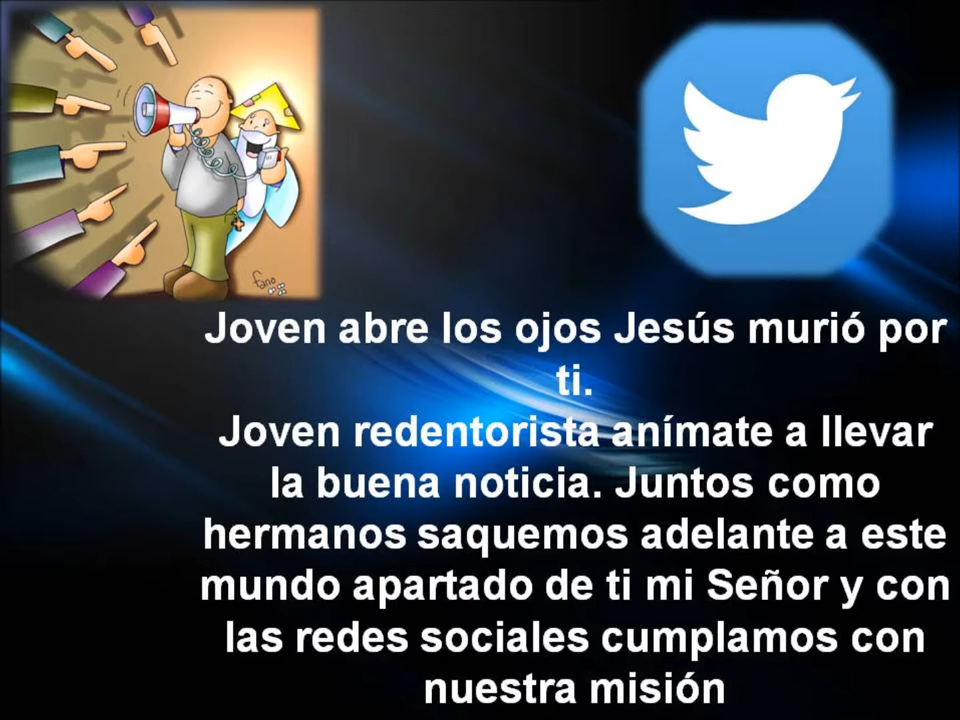 fano
Joven abre los ojos Jesús murió por
ti.
Joven redentorista anímate a llevar
la buena noticia. Juntos como
hermanos saquemos adelante a este
mundo apartado de ti mi Señor y con
las redes sociales cumplamos con
nuestra misión